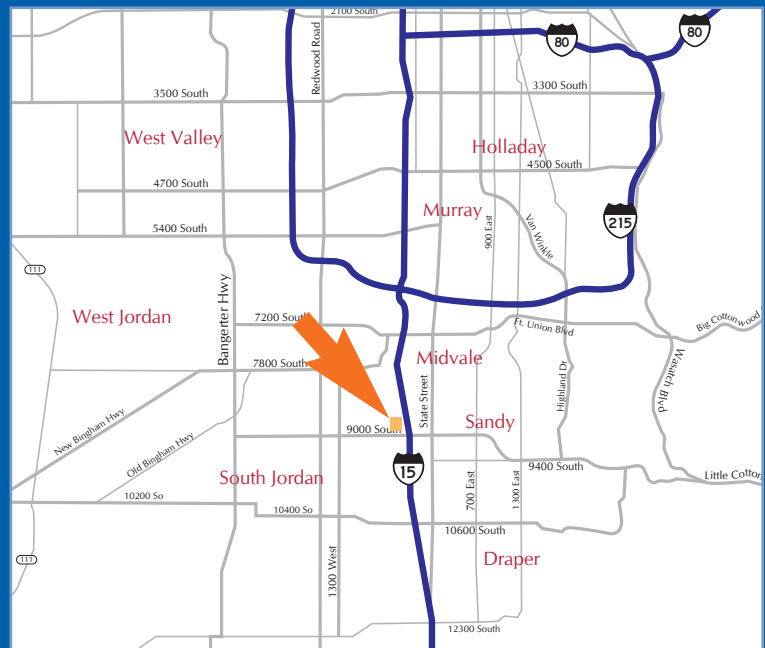 2100 South
80
80
Redwood Road
3300 South
3500 South
West Valley
Holladay
4500 South
4700 South
Murray
215
900 East
Van Winkle
5400 South
111
West Jordan
Bangerter Hwy
7200 South
Ft. Union Blvd
Big Cottonwood
7800 South
Midvale
State Street
Highland Dr
Wasatch Blvd
New Bingham Hwy
Old Bingham Hwy
9000 South
Sandy
15
South Jordan
9400 South
700 East
1300 East
Little Cotton
10200 So
10400 So
10600 South
111
1300 West
Draper
12300 South